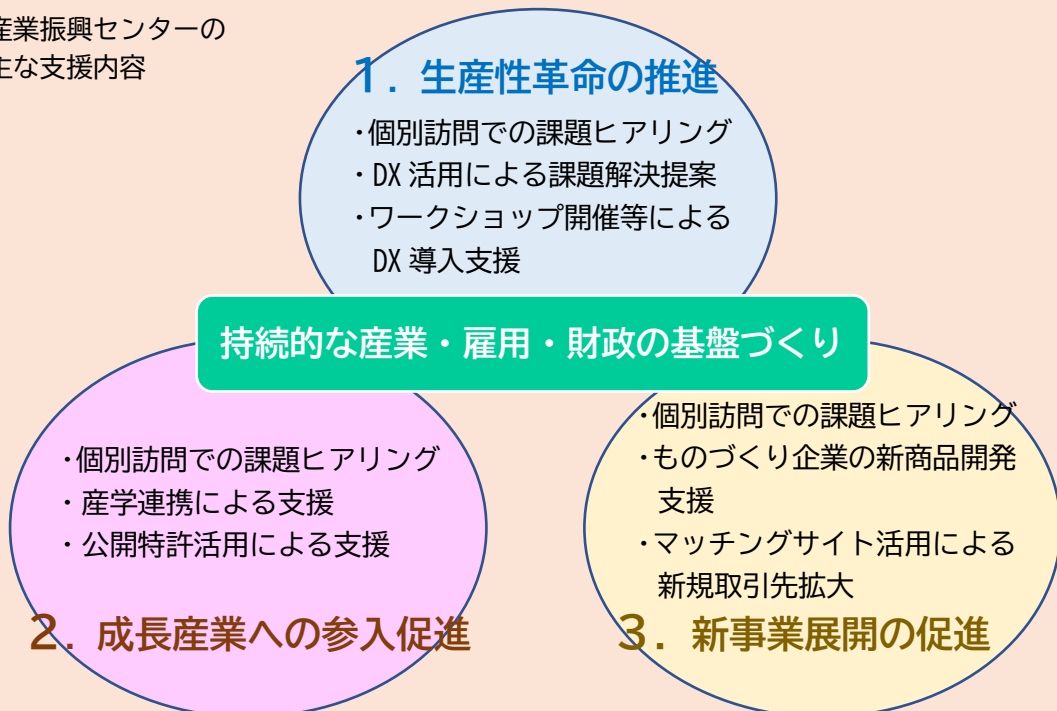 産業振興センターの
主な支援内容
1．生産性革命の推進
・個別訪問での課題ヒアリング
・DX 活用による課題解決提案
・ワークショップ開催等による
DX 導入支援
持続的な産業・雇用・財政の基盤づくり
・個別訪問での課題ヒアリング
・産学連携による支援
・公開特許活用による支援
2．成長産業への参入促進
・個別訪問での課題ヒアリング
・ものづくり企業の新商品開発
支援
・マッチングサイト活用による
新規取引先拡大
3．新事業展開の促進